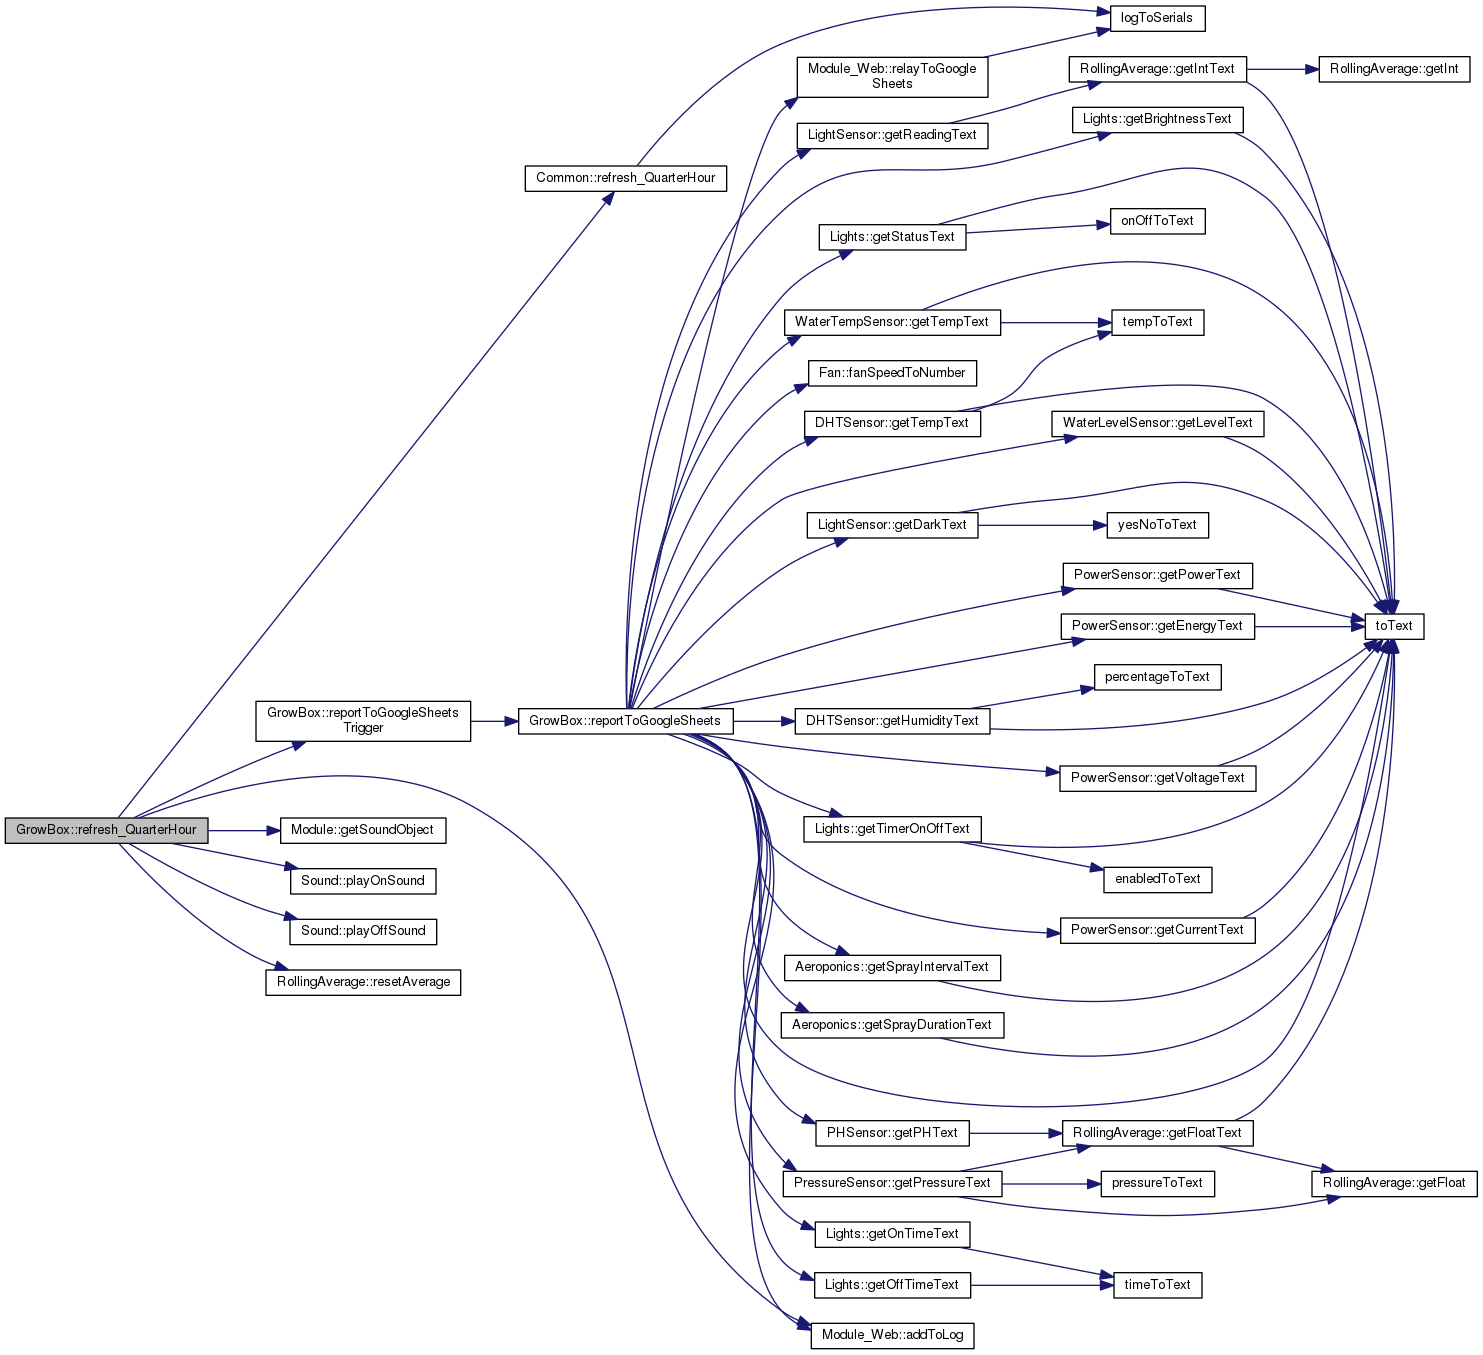 logToSerials
Module_Web::relayToGoogle
Sheets
RollingAverage::getIntText
RollingAverage::getInt
Lights::getBrightnessText
LightSensor::getReadingText
Common::refresh_QuarterHour
onOffToText
Lights::getStatusText
WaterTempSensor::getTempText
tempToText
Fan::fanSpeedToNumber
DHTSensor::getTempText
WaterLevelSensor::getLevelText
LightSensor::getDarkText
yesNoToText
PowerSensor::getPowerText
PowerSensor::getEnergyText
toText
percentageToText
GrowBox::reportToGoogleSheets
Trigger
GrowBox::reportToGoogleSheets
DHTSensor::getHumidityText
PowerSensor::getVoltageText
GrowBox::refresh_QuarterHour
Module::getSoundObject
Lights::getTimerOnOffText
Sound::playOnSound
enabledToText
Sound::playOffSound
PowerSensor::getCurrentText
RollingAverage::resetAverage
Aeroponics::getSprayIntervalText
Aeroponics::getSprayDurationText
PHSensor::getPHText
RollingAverage::getFloatText
PressureSensor::getPressureText
pressureToText
RollingAverage::getFloat
Lights::getOnTimeText
Lights::getOffTimeText
timeToText
Module_Web::addToLog